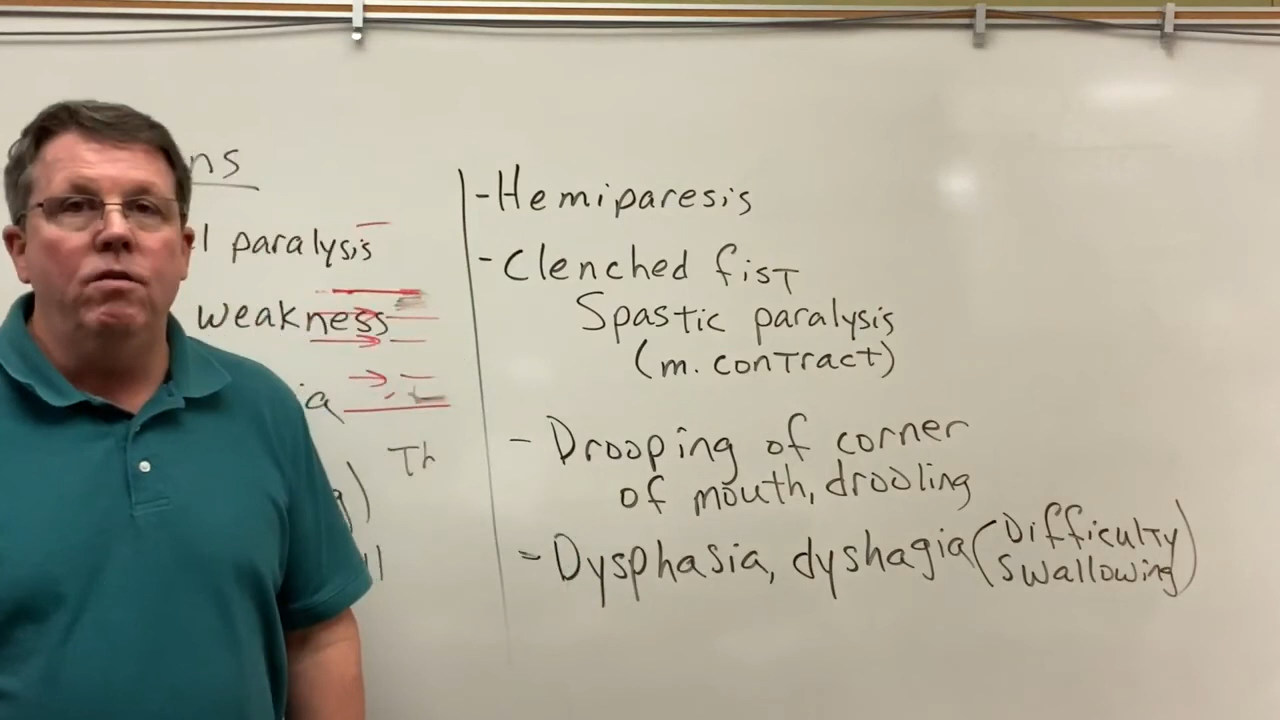 ns
l paralysis
weakness
ia
Th
g)
- Hemiparesis
- Clenched fist
Spastic paralysis
(m. contract)
- Drooping of corner
of mouth, drooling
- Dysphasia, dyshagia (Difficulty
Swallowing)